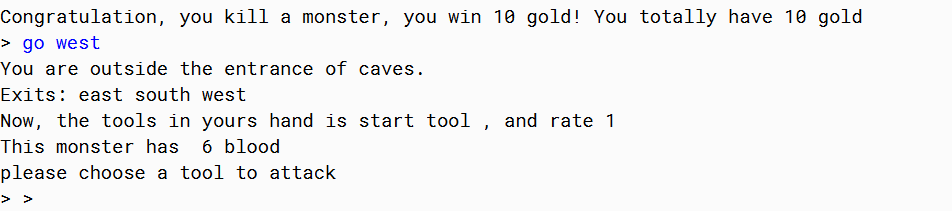 Congratulation, you kill a monster, you win 10 gold! You totally have 10 gold
> go west
You are outside the entrance of caves.
Exits: east south west
Now, the tools in yours hand is start tool , and rate 1
This monster has  6 blood
please choose a tool to attack
> >